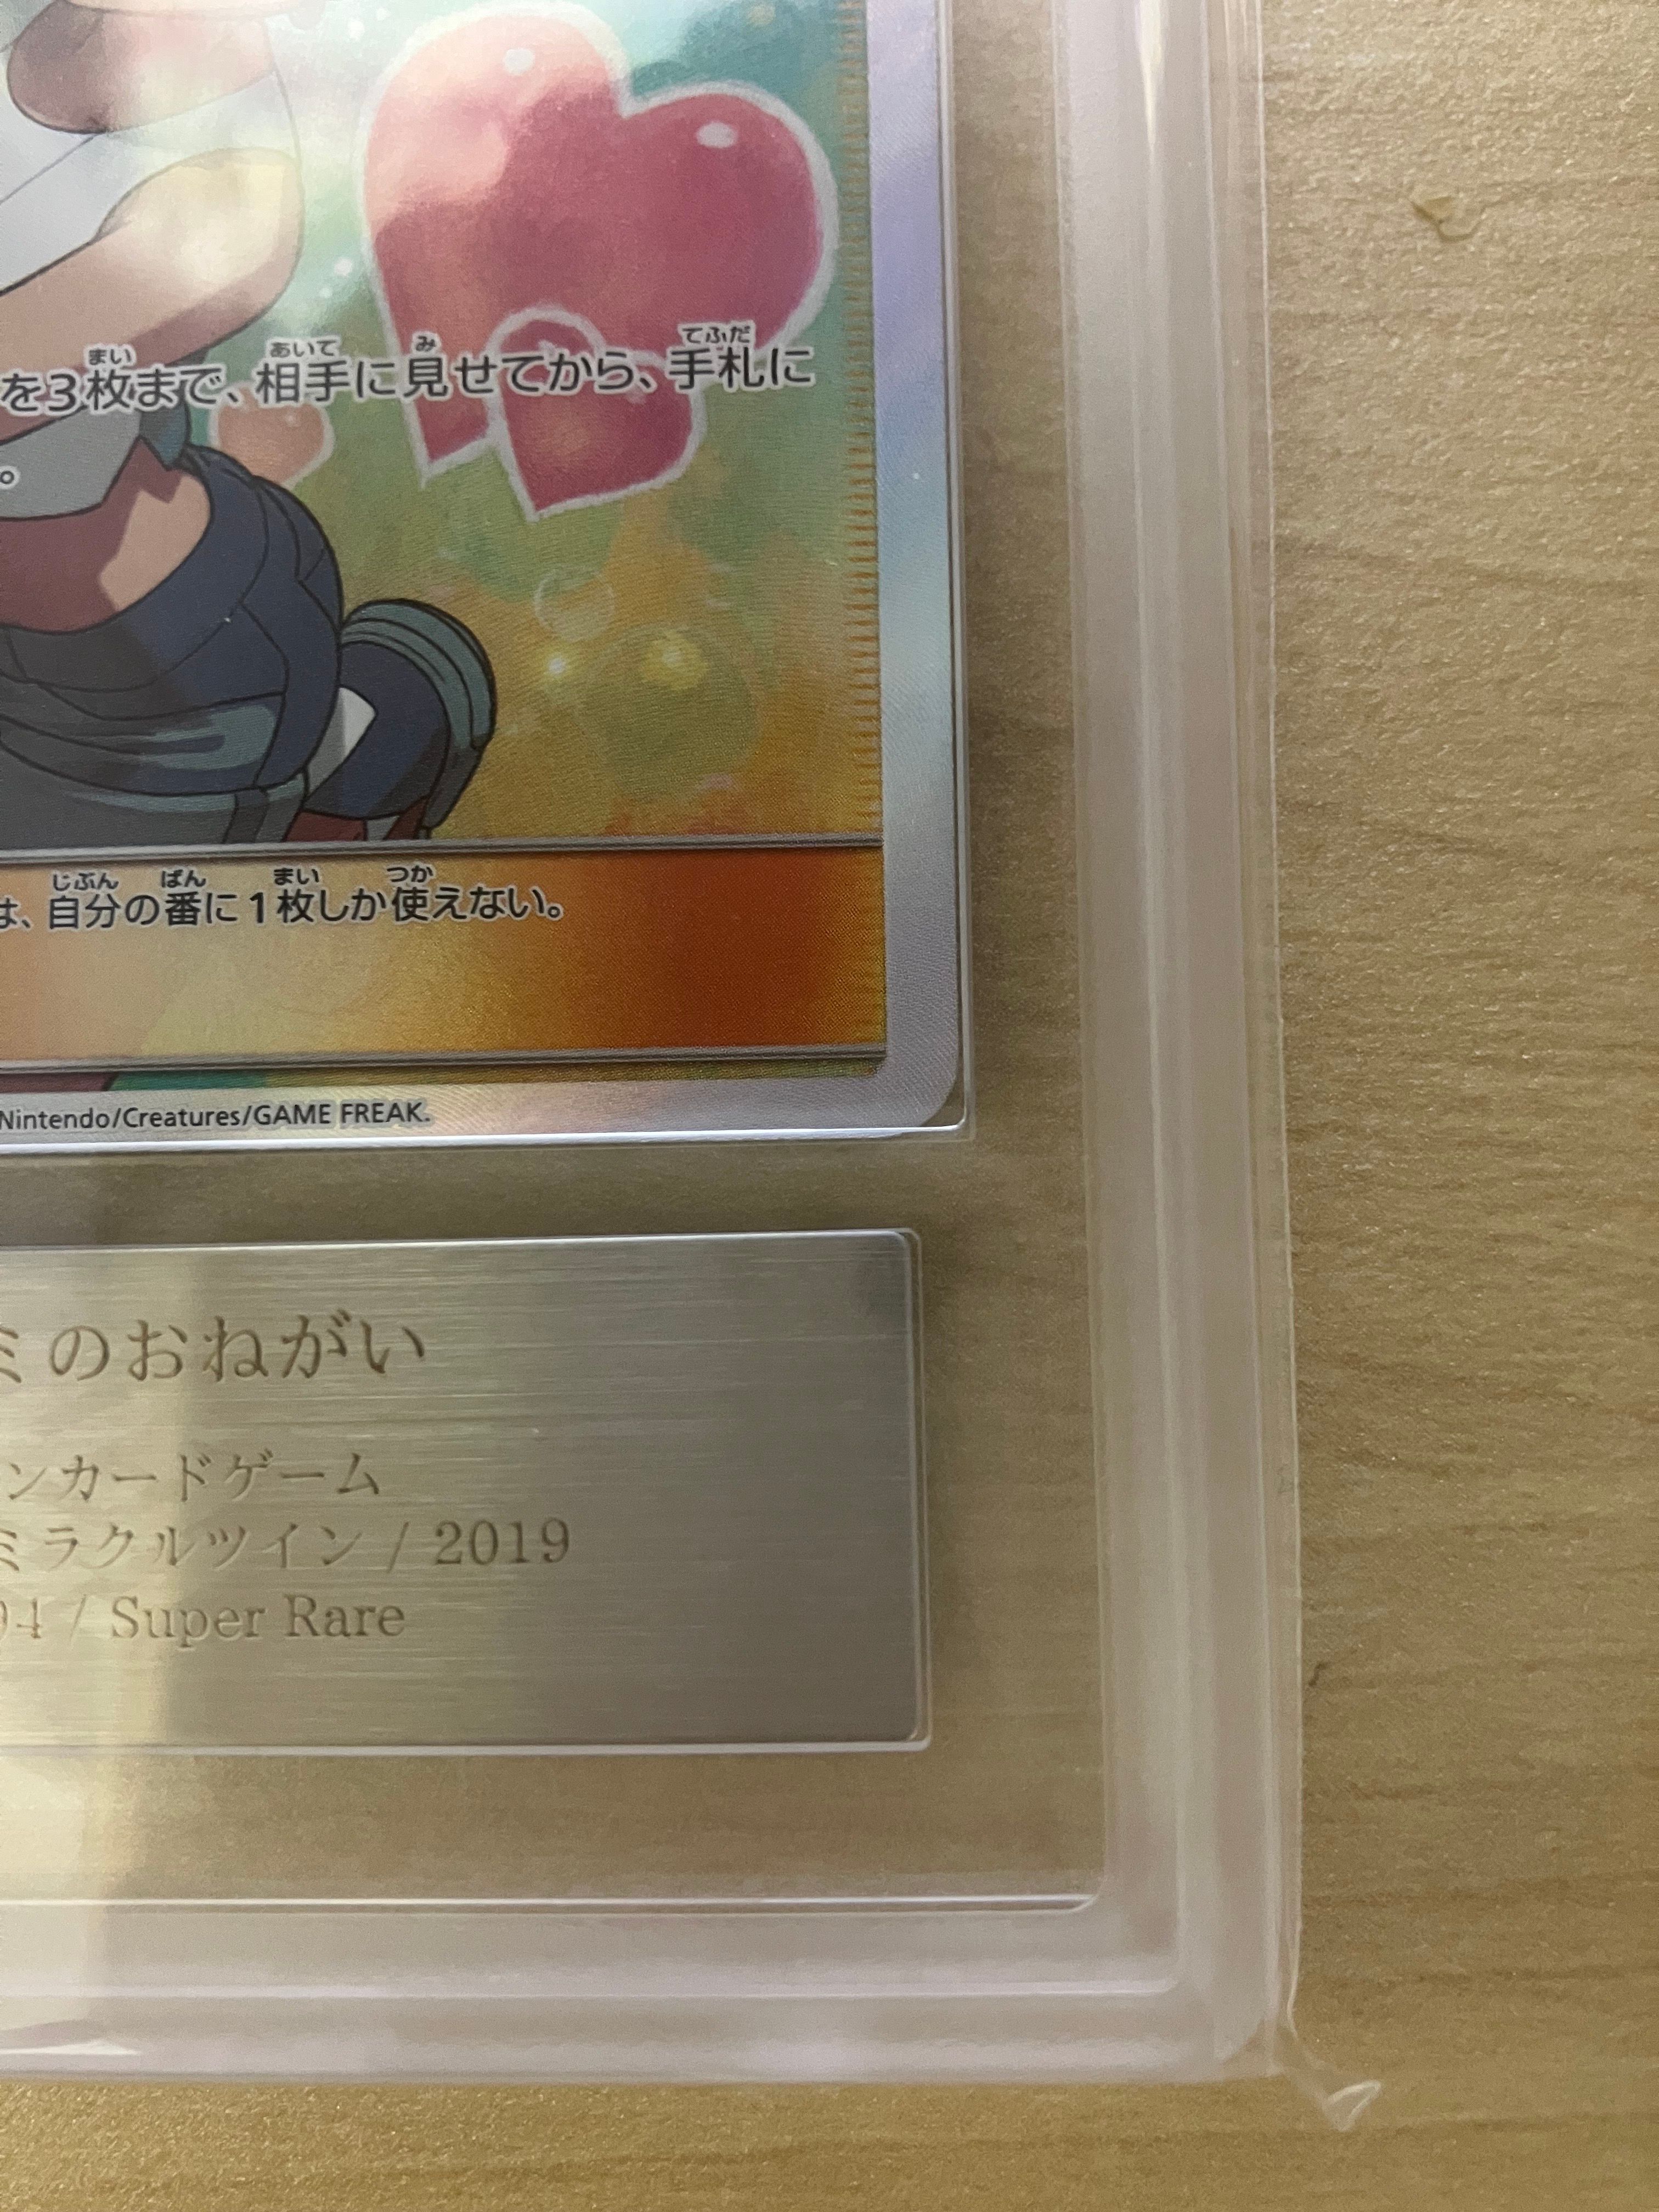 を3枚まで、相手に見せてから、手札に
。
は、自分の番に1枚しか使えない。
Nintendo/Creatures/GAME FREAK.
ミのおねがい
ンカードゲーム
ミラクルツイン / 2019
94 / Super Rare